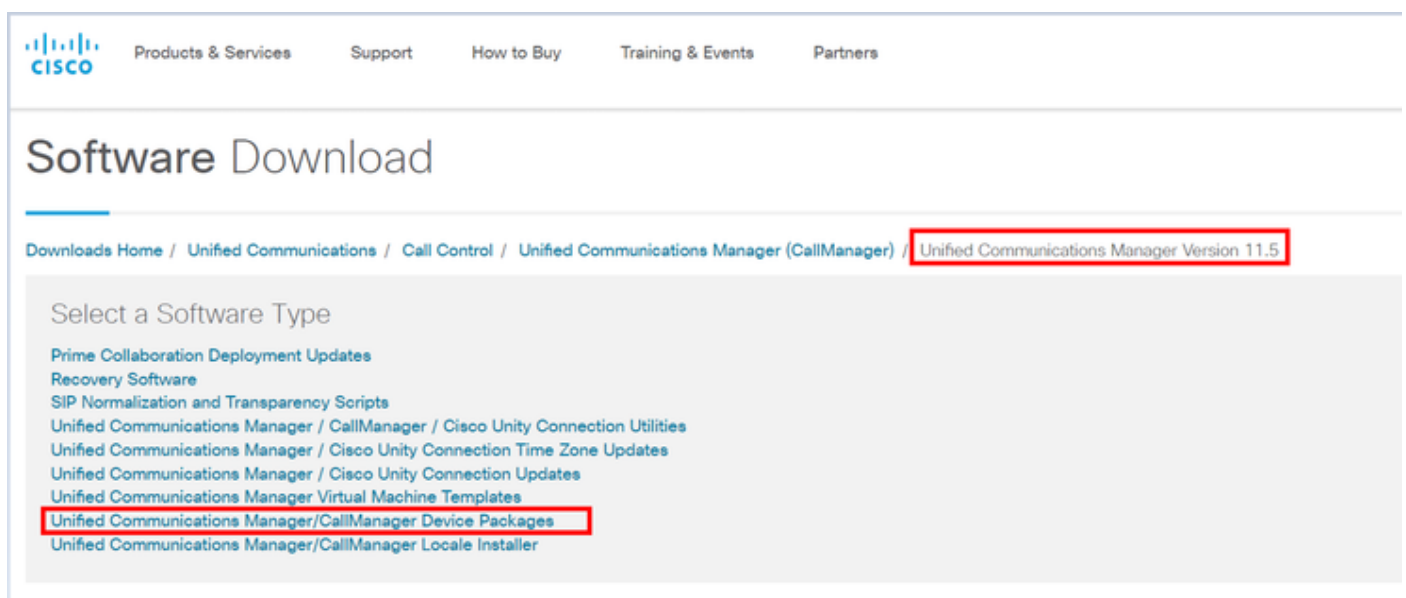 CISCO
Products & Services Support How to Buy Training & Events Partners
Software Download
Downloads Home / Unified Communications / Call Control / Unified Communications Manager (CallManager) / Unified Communications Manager Version 11.5
Select a Software Type
Prime Collaboration Deployment Updates
Recovery Software
SIP Normalization and Transparency Scripts
Unified Communications Manager / CallManager / Cisco Unity Connection Utilities
Unified Communications Manager / Cisco Unity Connection Time Zone Updates
Unified Communications Manager / Cisco Unity Connection Updates
Unified Communications Manager Virtual Machine Templates
Unified Communications Manager/CallManager Device Packages
Unified Communications Manager/CallManager Locale Installer